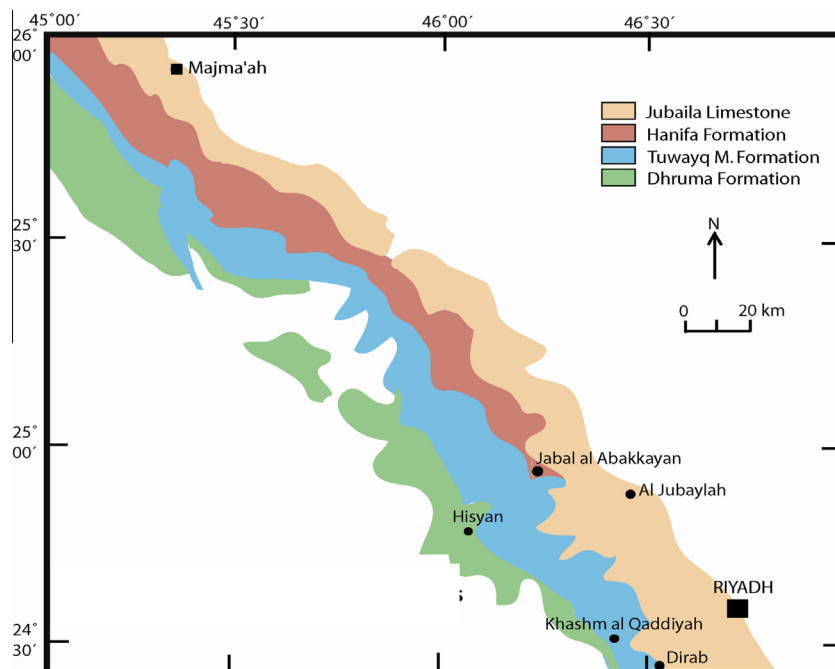 45°00′ 45°30′ 46°00′ 46°30′
26°
00′
Majma'ah
Jubaila Limestone
Hanifa Formation
Tuwayq M. Formation
Dhruma Formation
25°
30′
N
0 20 km
25°
00′
Jabal al Abakkayan
Al Jubaylah
Hisyan
RIYADH
Khashm al Qaddiyah
24°
30′
Dirab